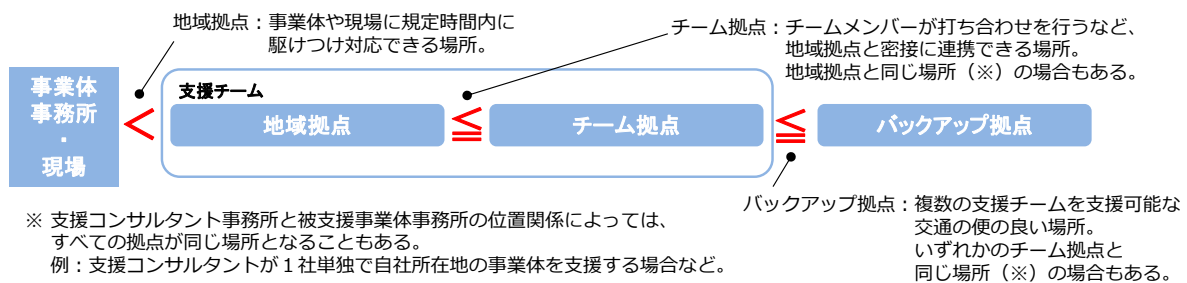 地域拠点：事業体や現場に規定時間内に
駆けつけ対応できる場所。
チーム拠点：チームメンバーが打ち合わせを行うなど、
地域拠点と密接に連携できる場所。
地域拠点と同じ場所（※）の場合もある。
事業体
事務所
・
現場
＜
支援チーム
地域拠点
≦
チーム拠点
≦
バックアップ拠点
バックアップ拠点：複数の支援チームを支援可能な
交通の便の良い場所。
いずれかのチーム拠点と
同じ場所（※）の場合もある。
※ 支援コンサルタント事務所と被支援事業体事務所の位置関係によっては、
すべての拠点が同じ場所となることもある。
例：支援コンサルタントが１社単独で自社所在地の事業体を支援する場合など。